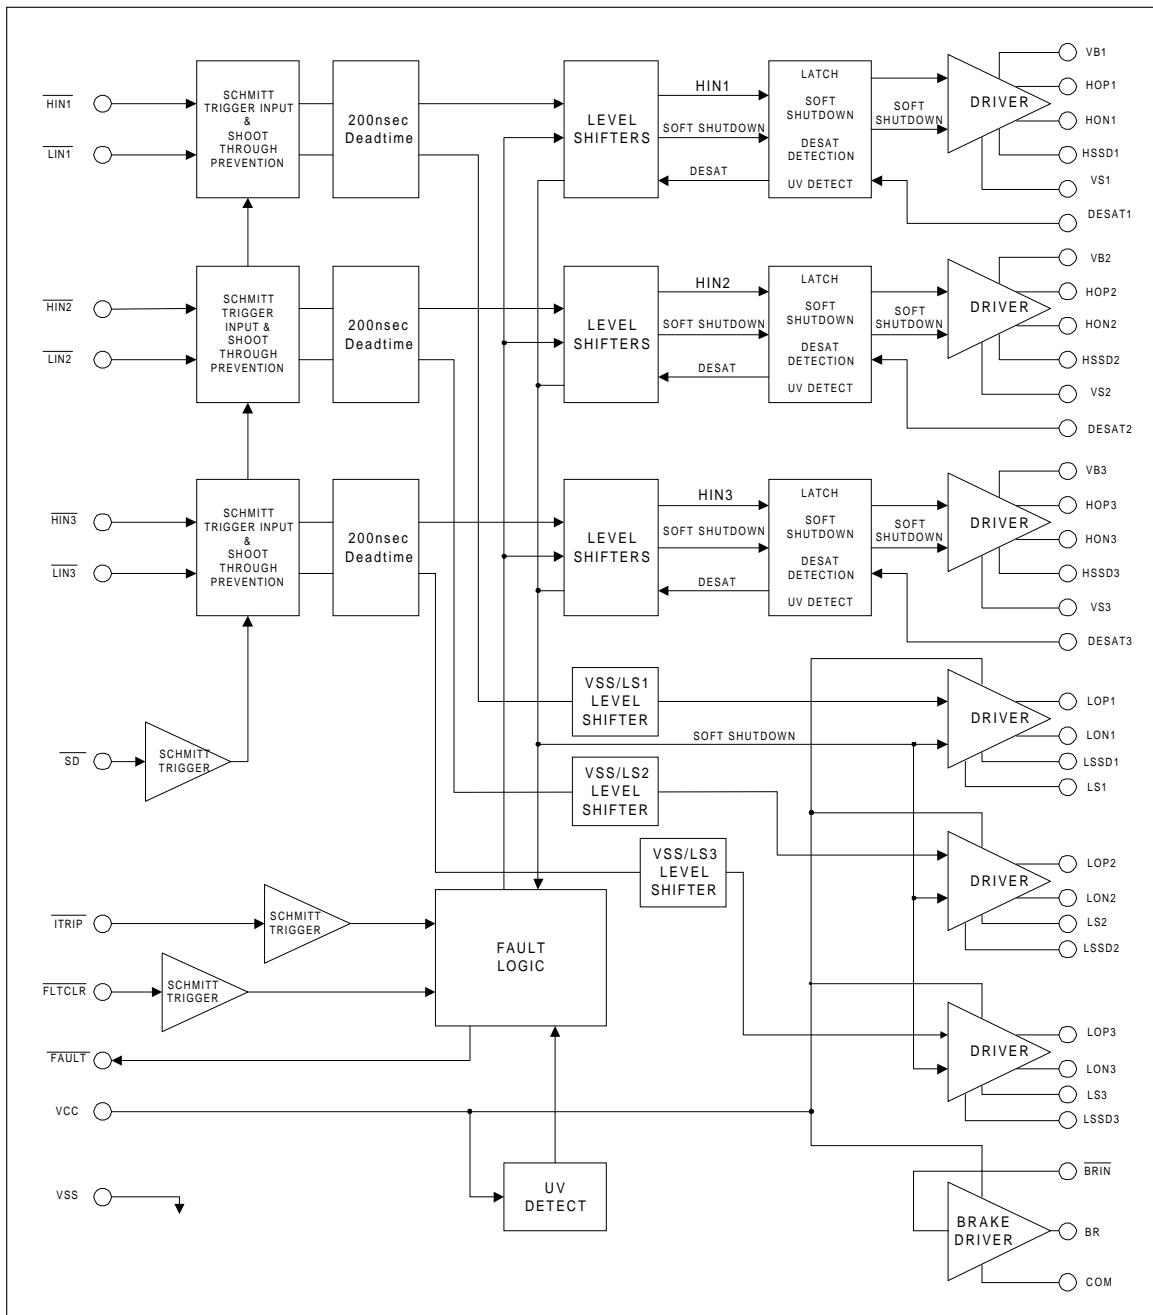 HIN1
LIN1
SCHMITT
TRIGGER INPUT
&
SHOOT
THROUGH
PREVENTION
200nsec
Deadtime
LEVEL
SHIFTERS
HIN1
SOFT SHUTDOWN
DESAT
LATCH
SOFT
SHUTDOWN
DESAT
DETECTION
UV DETECT
SOFT
SHUTDOWN
DRIVER
VB1
HOP1
HON1
HSSD1
VS1
DESAT1
HIN2
LIN2
SCHMITT
TRIGGER
INPUT &
SHOOT
THROUGH
PREVENTION
200nsec
Deadtime
LEVEL
SHIFTERS
HIN2
SOFT SHUTDOWN
DESAT
LATCH
SOFT
SHUTDOWN
DESAT
DETECTION
UV DETECT
SOFT
SHUTDOWN
DRIVER
VB2
HOP2
HON2
HSSD2
VS2
DESAT2
HIN3
LIN3
SCHMITT
TRIGGER INPUT
&
SHOOT
THROUGH
PREVENTION
200nsec
Deadtime
LEVEL
SHIFTERS
HIN3
SOFT SHUTDOWN
DESAT
LATCH
SOFT
SHUTDOWN
DESAT
DETECTION
UV DETECT
SOFT
SHUTDOWN
DRIVER
VB3
HOP3
HON3
HSSD3
VS3
DESAT3
SD
SCHMITT
TRIGGER
VSS/LS1
LEVEL
SHIFTER
SOFT SHUTDOWN
DRIVER
LOP1
LON1
LSSD1
LS1
VSS/LS2
LEVEL
SHIFTER
DRIVER
LOP2
LON2
LS2
LSSD2
VSS/LS3
LEVEL
SHIFTER
ITRIP
SCHMITT
TRIGGER
FAULT
LOGIC
FLTCLR
SCHMITT
TRIGGER
DRIVER
LOP3
LON3
LS3
LSSD3
FAULT
VCC
VSS
UV
DETECT
BRAKE
DRIVER
BRIN
BR
COM